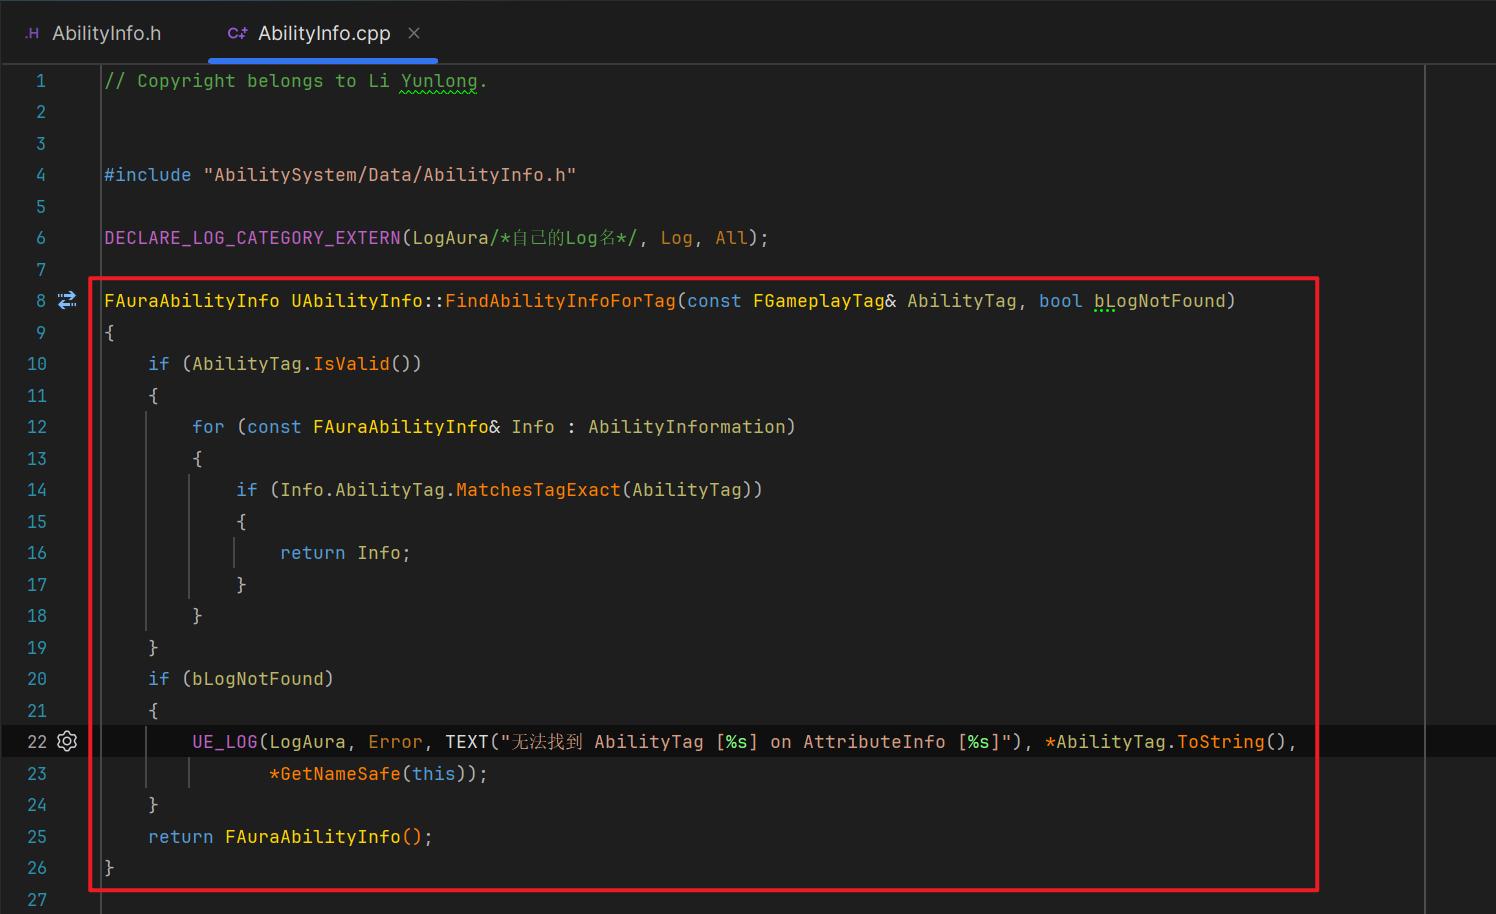 .H AbilityInfo.h C++ AbilityInfo.cpp ×
1 // Copyright belongs to Li Yunlong.
2
3
4 #include "AbilitySystem/Data/AbilityInfo.h"
5
6 DECLARE_LOG_CATEGORY_EXTERN(LogAura/*自己的Log名*/, Log, All);
7
8 FAuraAbilityInfo UAbilityInfo::FindAbilityInfoForTag(const FGameplayTag& AbilityTag, bool bLogNotFound)
9 {
10 if (AbilityTag.IsValid())
11 {
12 for (const FAuraAbilityInfo& Info : AbilityInformation)
13 {
14 if (Info.AbilityTag.MatchesTagExact(AbilityTag))
15 {
16 return Info;
17 }
18 }
19 }
20 if (bLogNotFound)
21 {
22 UE_LOG(LogAura, Error, TEXT("无法找到 AbilityTag [%s] on AttributeInfo [%s]"), *AbilityTag.ToString(),
23 *GetNameSafe(this));
24 }
25 return FAuraAbilityInfo();
26 }
27